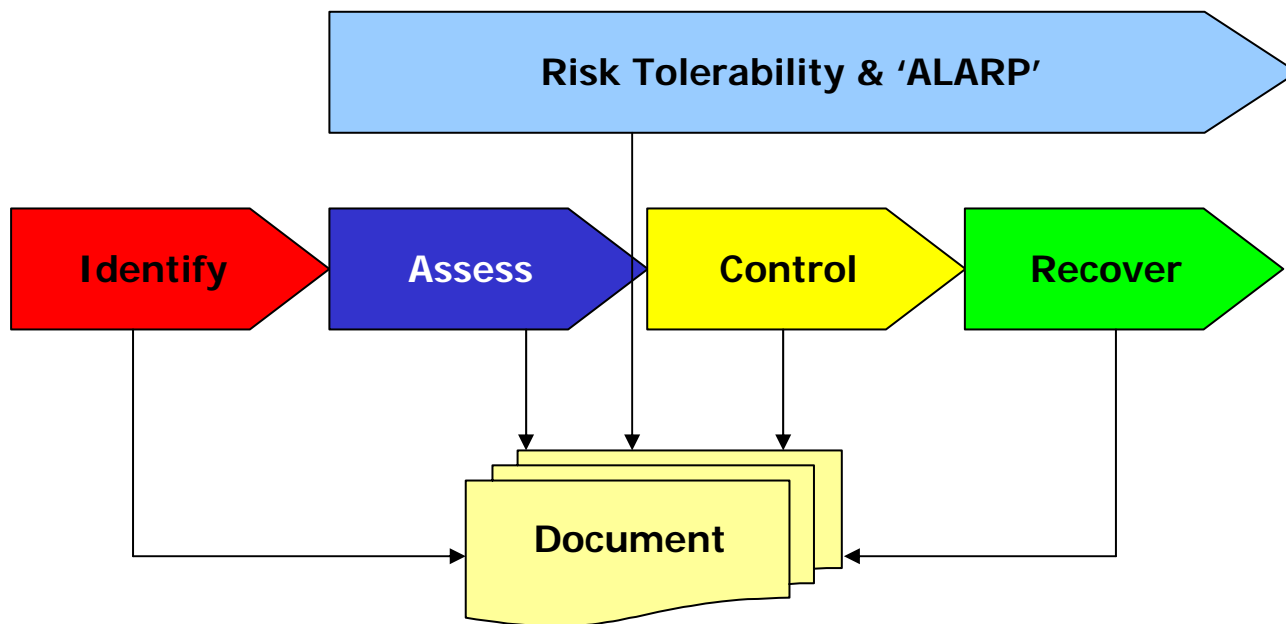 Risk Tolerability & ‘ALARP’
Identify
Assess
Control
Recover
Document